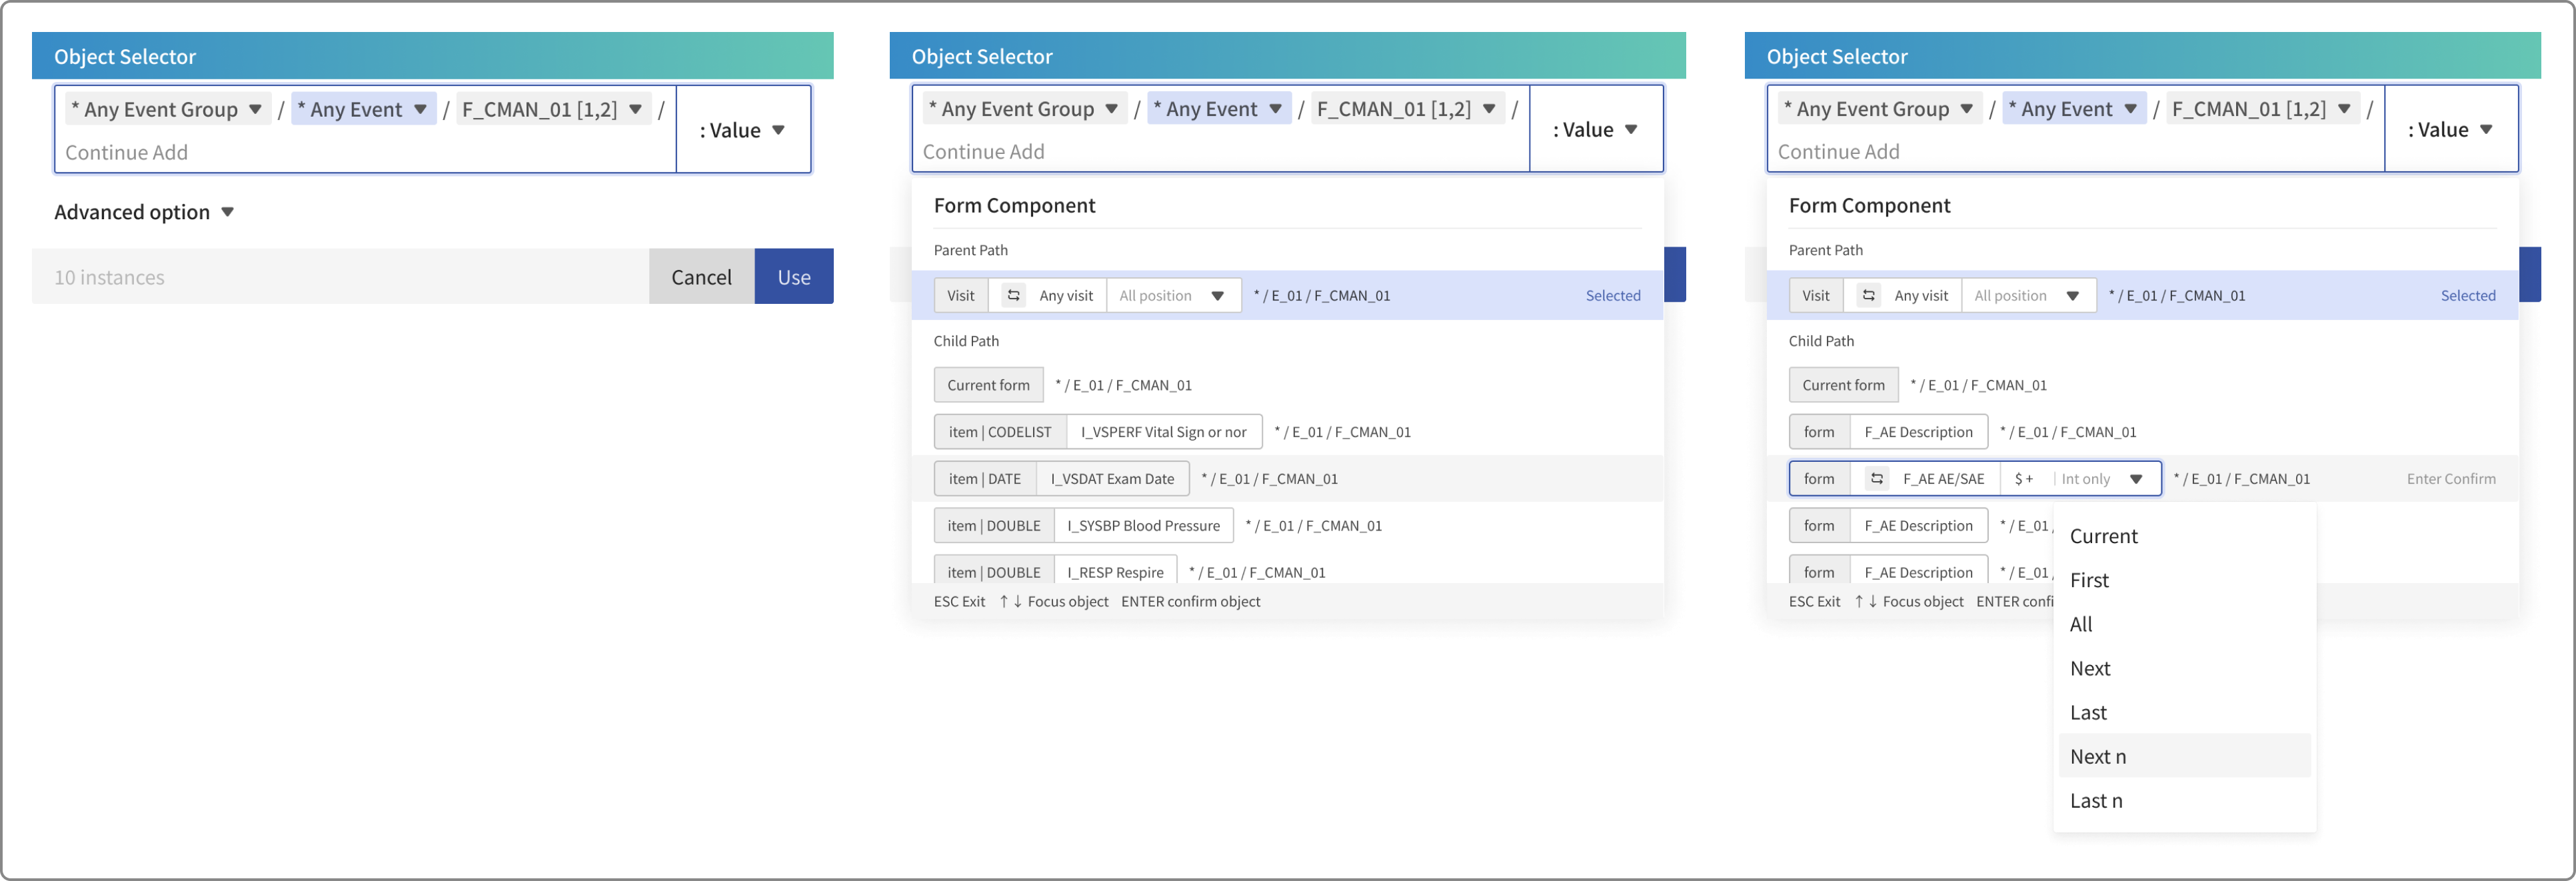 Object Selector
* Any Event Group / * Any Event / F_CMAN_01 [1,2] /
Continue Add
: Value
Advanced option
10 instances
Cancel
Use
Object Selector
* Any Event Group / * Any Event / F_CMAN_01 [1,2] /
Continue Add
: Value
Form Component
Parent Path
Visit Any visit All position * / E_01 / F_CMAN_01 Selected
Child Path
Current form * / E_01 / F_CMAN_01
item | CODELIST I_VSPERF Vital Sign or nor * / E_01 / F_CMAN_01
item | DATE I_VSDAT Exam Date * / E_01 / F_CMAN_01
item | DOUBLE I_SYSBP Blood Pressure * / E_01 / F_CMAN_01
item | DOUBLE I_RESP Respire * / E_01 / F_CMAN_01
ESC Exit ↑↓ Focus object ENTER confirm object
Object Selector
* Any Event Group / * Any Event / F_CMAN_01 [1,2] /
Continue Add
: Value
Form Component
Parent Path
Visit Any visit All position * / E_01 / F_CMAN_01 Selected
Child Path
Current form * / E_01 / F_CMAN_01
form F_AE Description * / E_01 / F_CMAN_01
form F_AE AE/SAE $ + Int only * / E_01 / F_CMAN_01 Enter Confirm
form F_AE Description * / E_01 /
form F_AE Description * / E_01 /
ESC Exit ↑↓ Focus object ENTER confi
Current
First
All
Next
Last
Next n
Last n